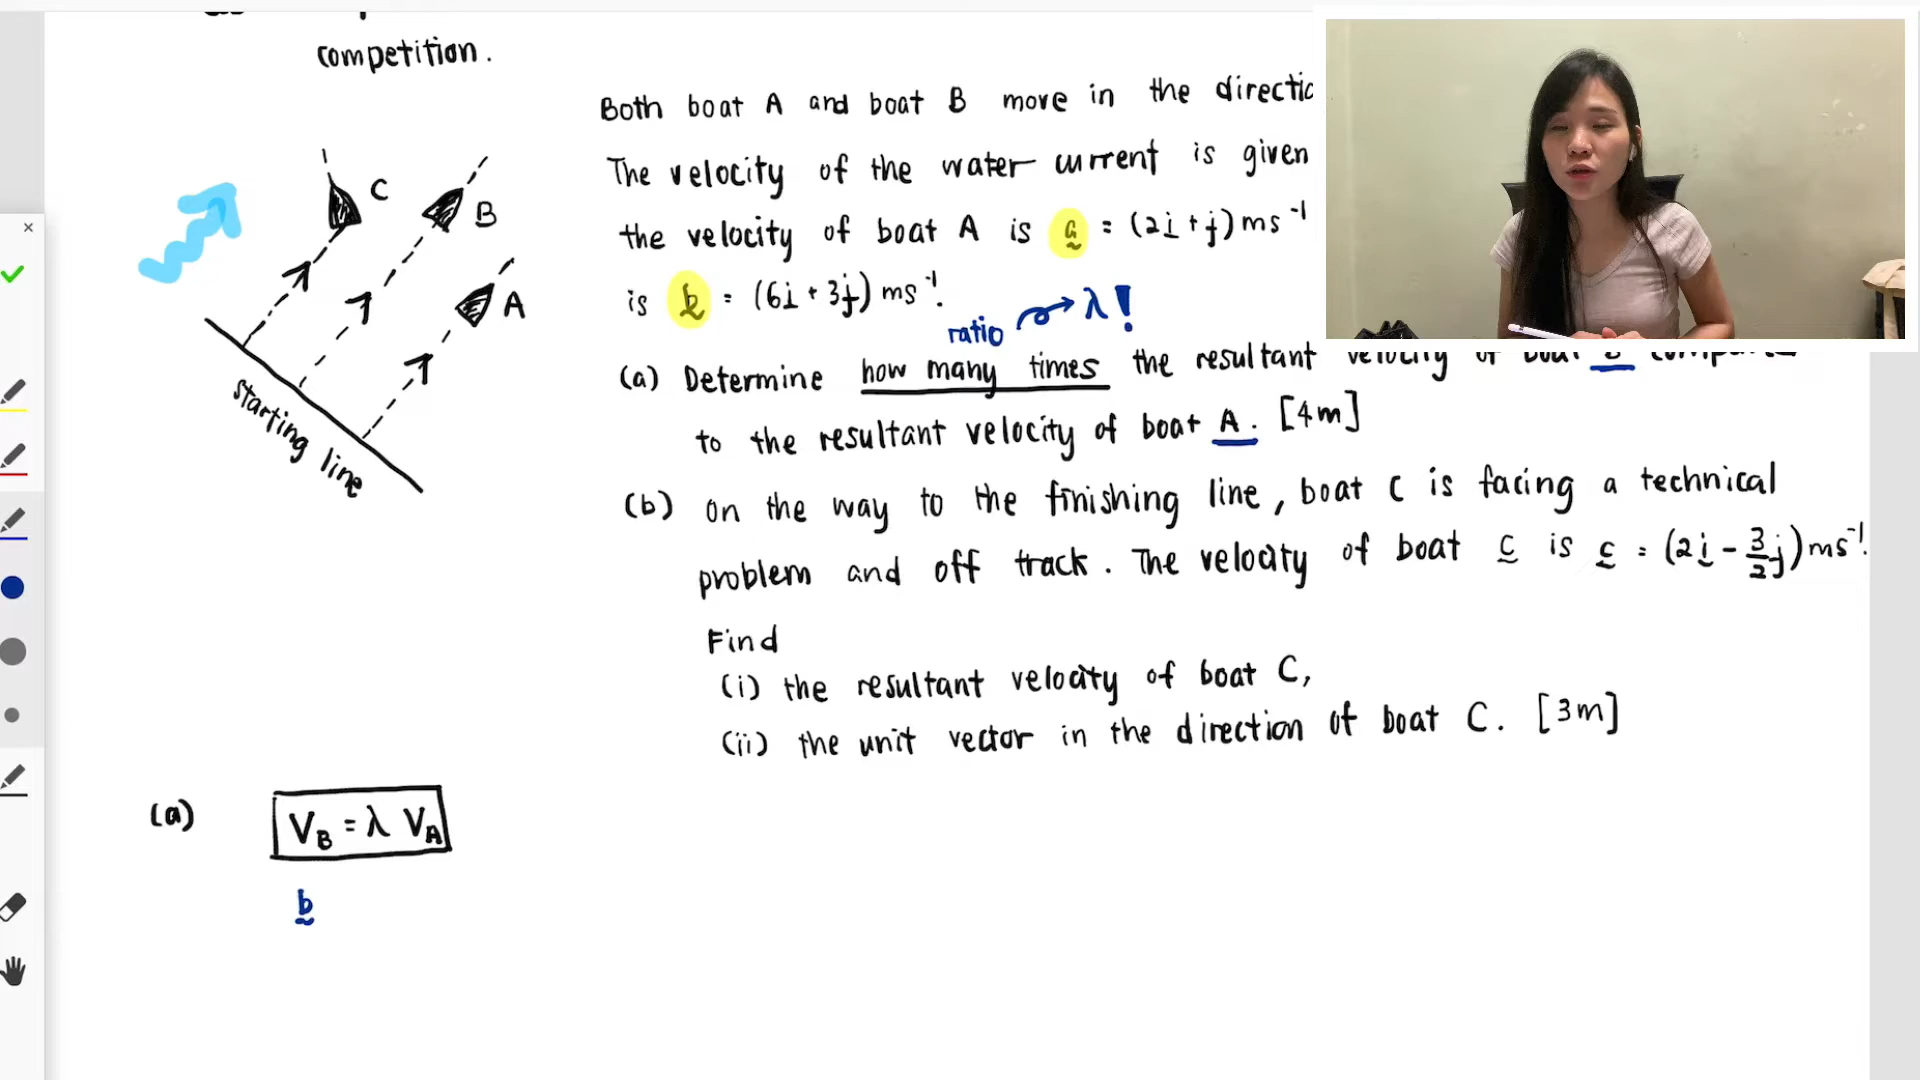 competition.
Both boat A and boat B move in the
The velocity of the water current is given
the velocity of boat A is a = (2i + j) ms⁻¹
is b = (6i + 3j) ms⁻¹.
ratio → λ!
(a) Determine how many times the resultant velocity of boat B
to the resultant velocity of boat A. [4m]
(b) On the way to the finishing line, boat C is facing a technical
problem and off track. The velocity of boat c is c = (2i - 3/2 j) ms⁻¹.
Find
(i) the resultant velocity of boat C,
(ii) the unit vector in the direction of boat C. [3m]
C
B
A
starting line
(a) V_B = λ V_A
b